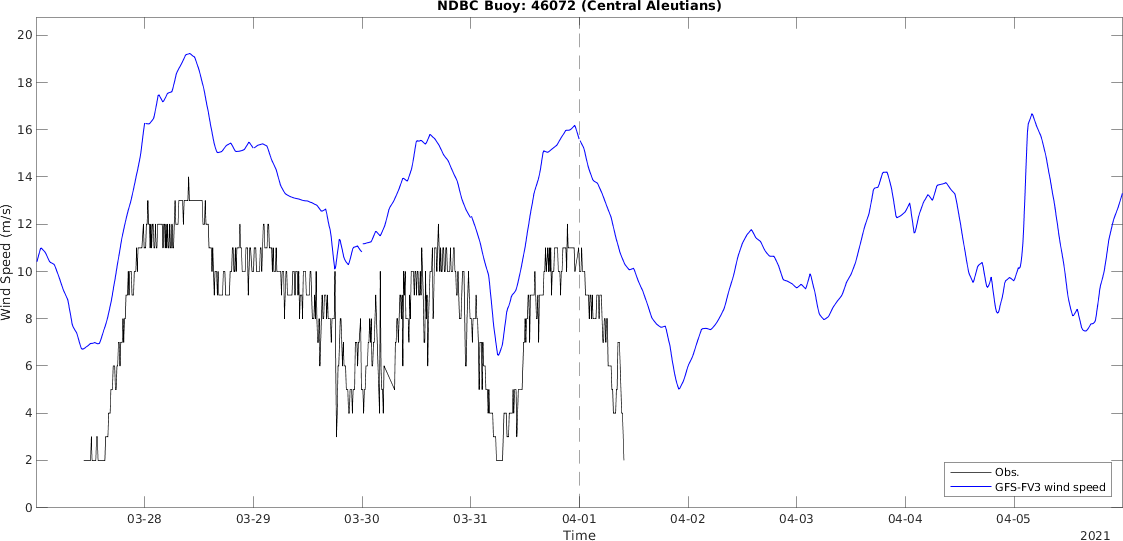 NDBC Buoy: 46072 (Central Aleutians)
20
18
16
14
12
10
8
6
4
2
0
Wind Speed (m/s)
Obs.
GFS-FV3 wind speed
03-28 03-29 03-30 03-31 04-01 04-02 04-03 04-04 04-05
Time
2021